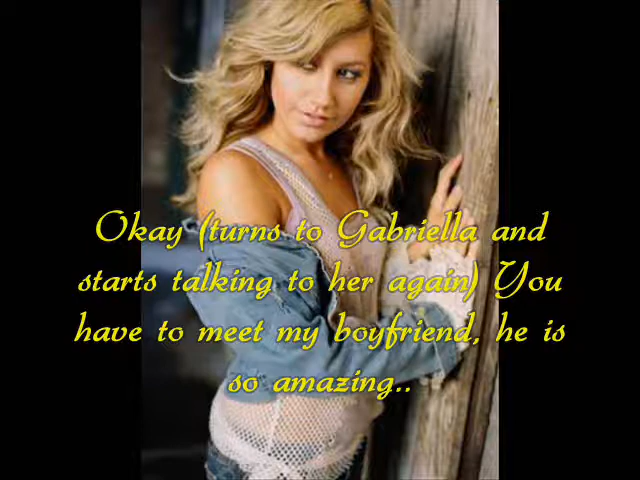 Okay (turns to Gabriella and
starts talking to her again) You
have to meet my boyfriend, he is
so amazing..